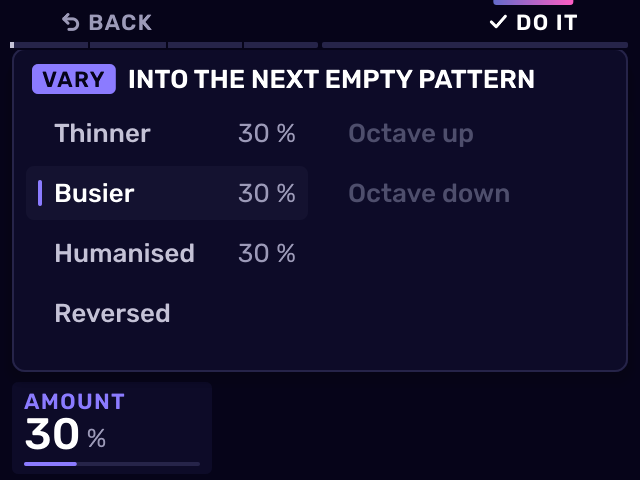 BACK
DO IT
VARY INTO THE NEXT EMPTY PATTERN
Thinner 30 % Octave up
Busier 30 % Octave down
Humanised 30 %
Reversed
AMOUNT
30 %